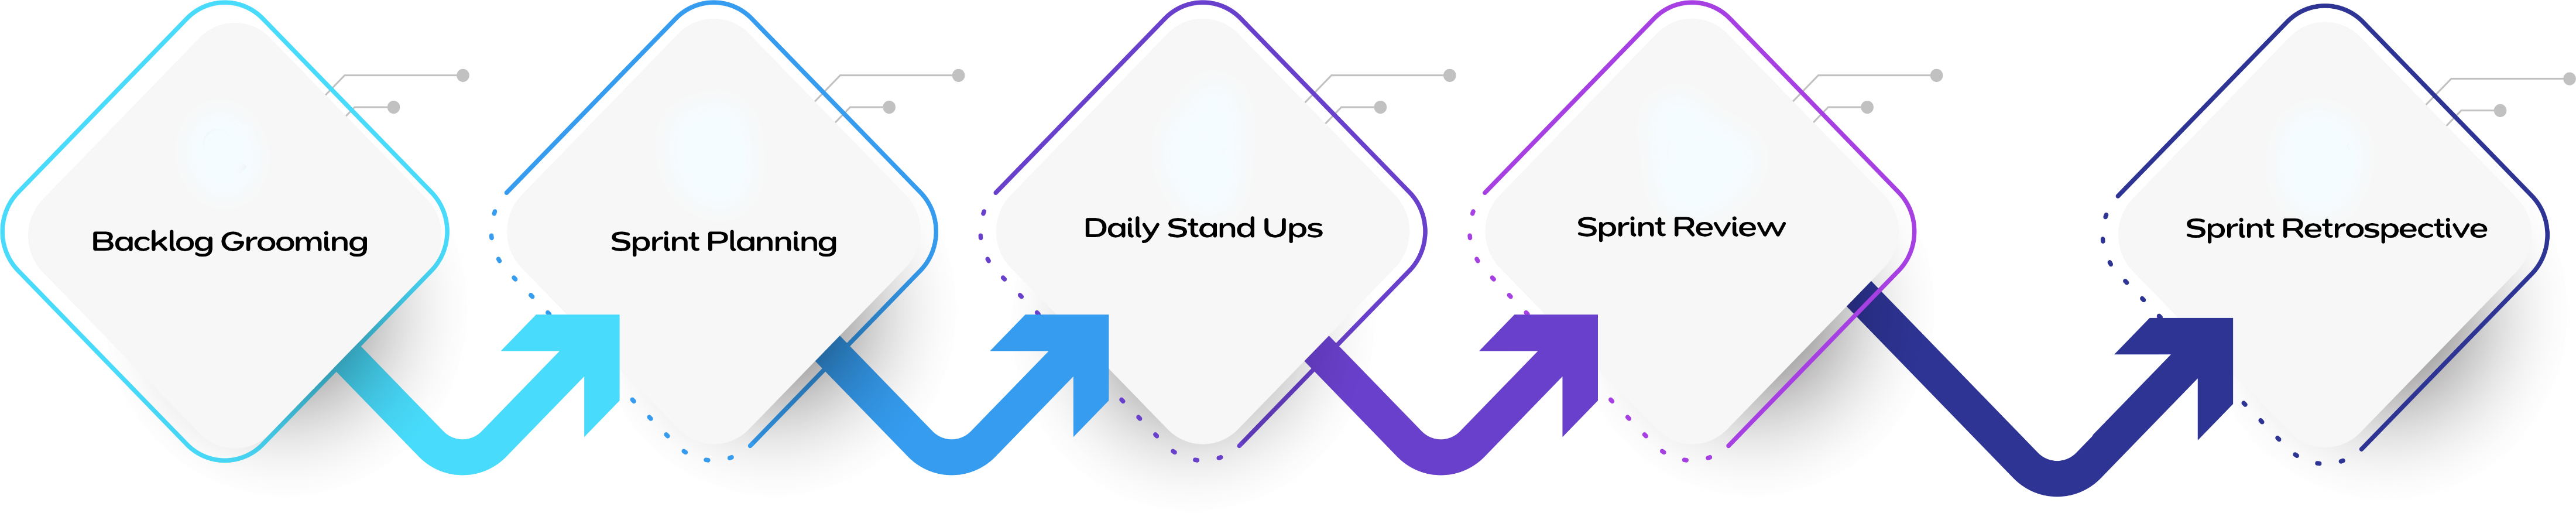 Backlog Grooming
Sprint Planning
Daily Stand Ups
Sprint Review
Sprint Retrospective